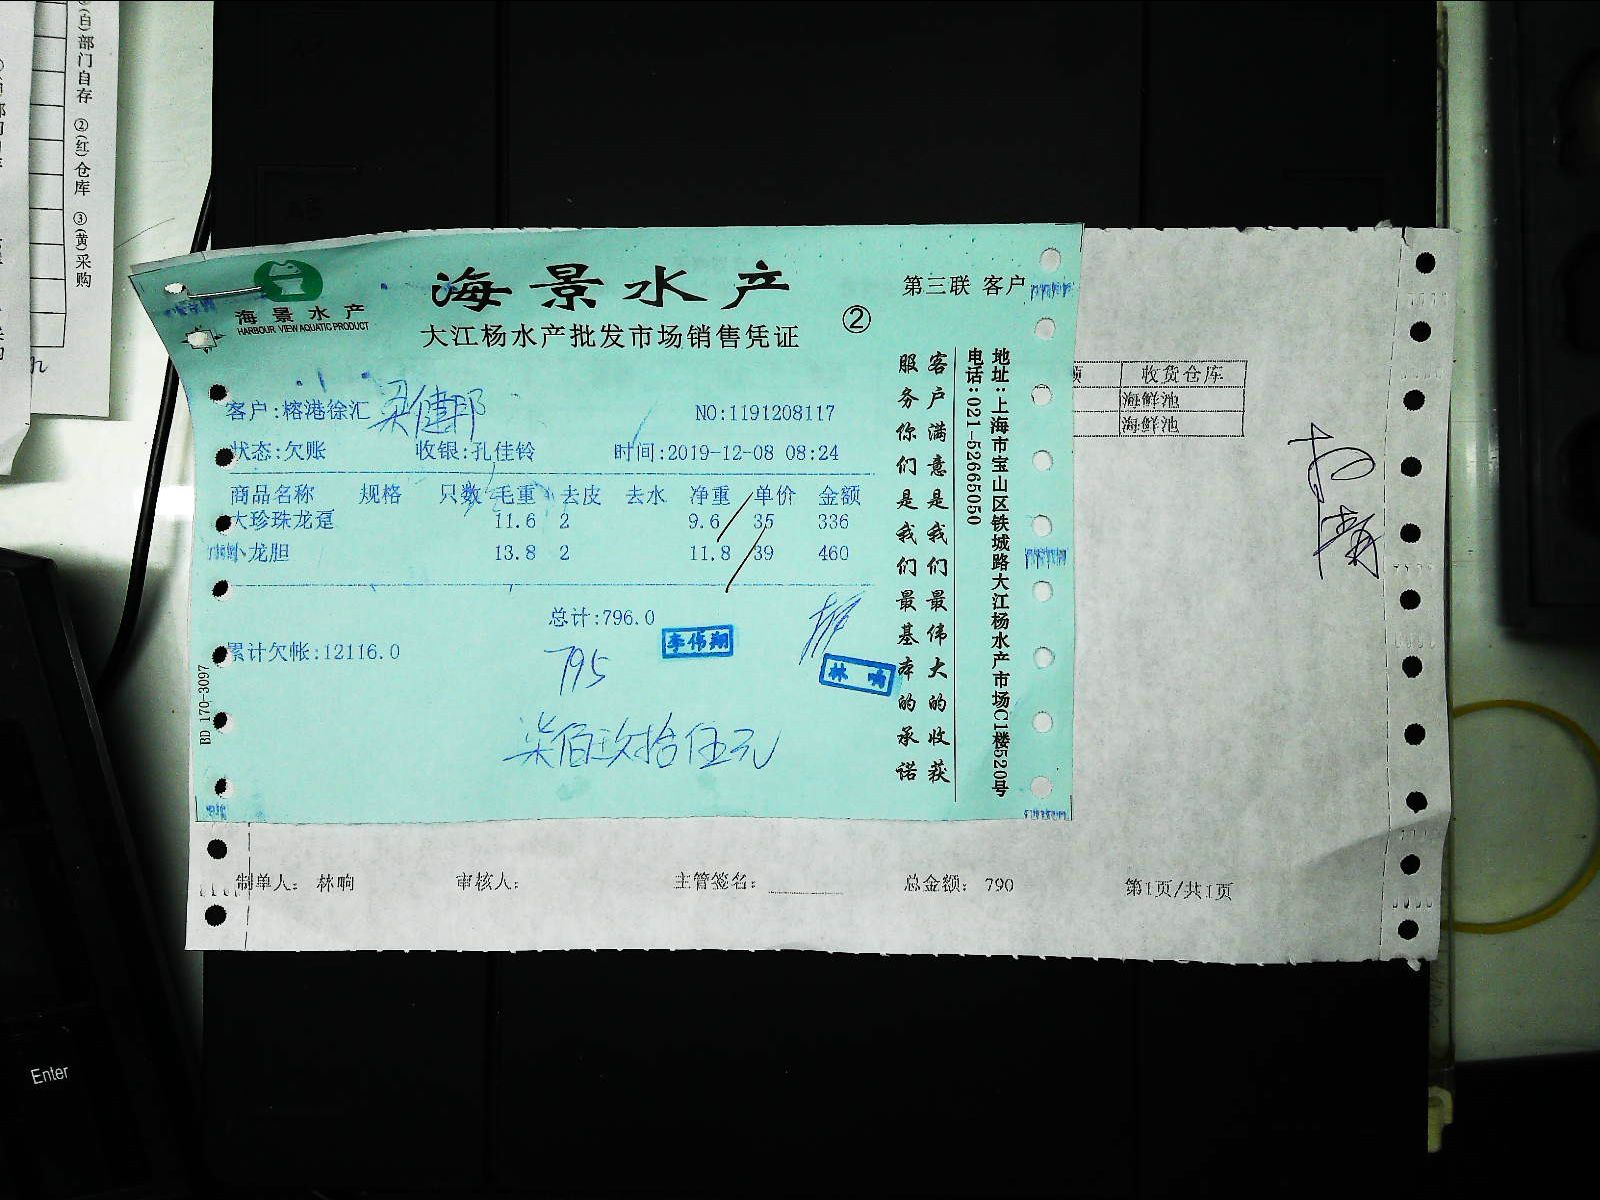 (白)部门自存 ②(红)仓库 ③(黄)采购
海景水产
HARBOUR VIEW AQUATIC PRODUCT
海景水产
大江杨水产批发市场销售凭证
②
第三联 客户
客户:榕港徐汇 梁健邦
NO:1191208117
状态:欠账 收银:孔佳铃 时间:2019-12-08 08:24
商品名称 规格 只数 毛重 去皮 去水 净重 单价 金额
大珍珠龙趸 11.6 2 9.6 35 336
小龙胆 13.8 2 11.8 39 460
总计:796.0
累计欠帐:12116.0
李伟翔
林响
795
柒佰玖拾伍元
BD 170-3097
客户满意是我们最伟大的收获
服务你们是我们最基本的承诺
地址:上海市宝山区铁城路大江杨水产市场C1楼520号
电话:021-52665050
收货仓库
海鲜池
海鲜池
制单人: 林响 审核人: 主管签名: 总金额: 790 第1页/共1页
Enter